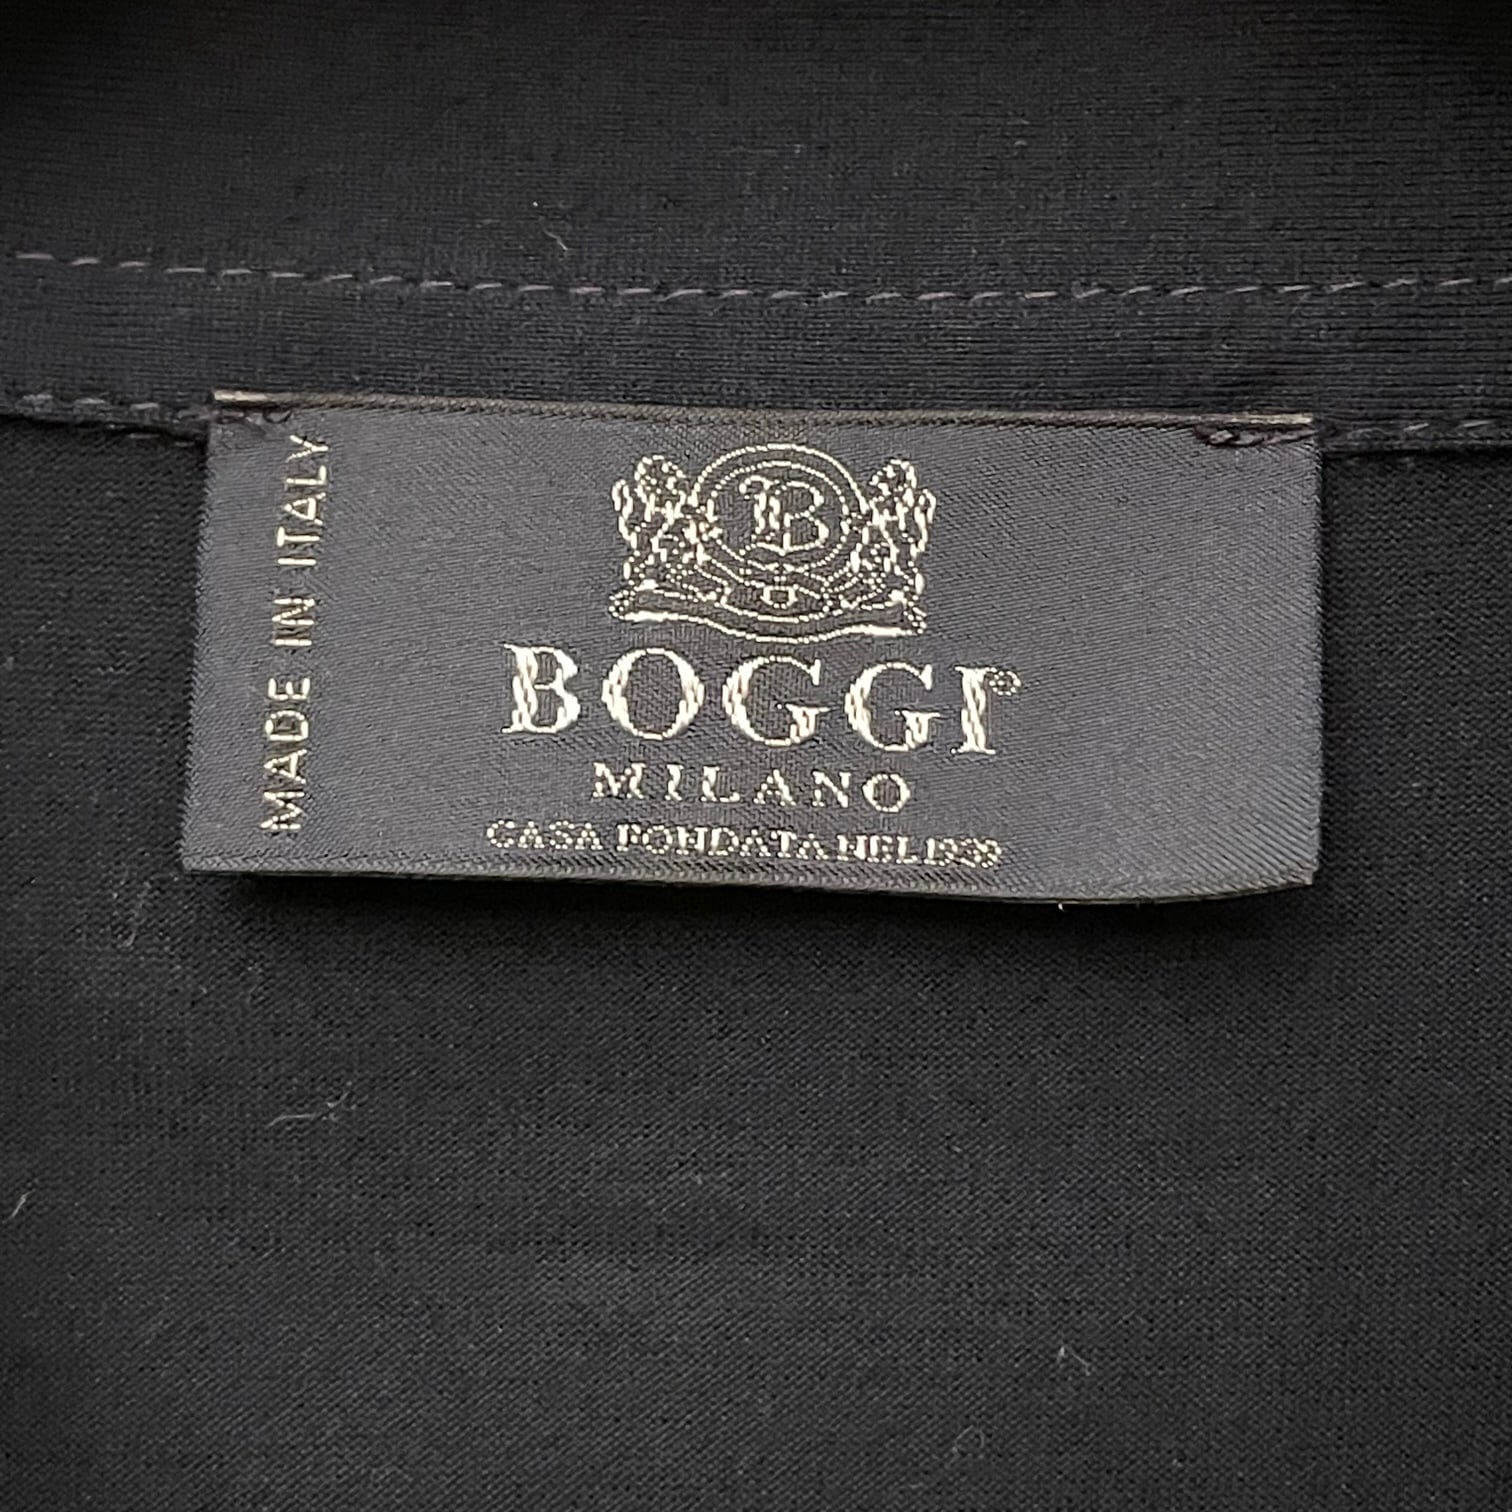 B
BOGGI®
MILANO
CASA FONDATA NEL 1939
MADE IN ITALY